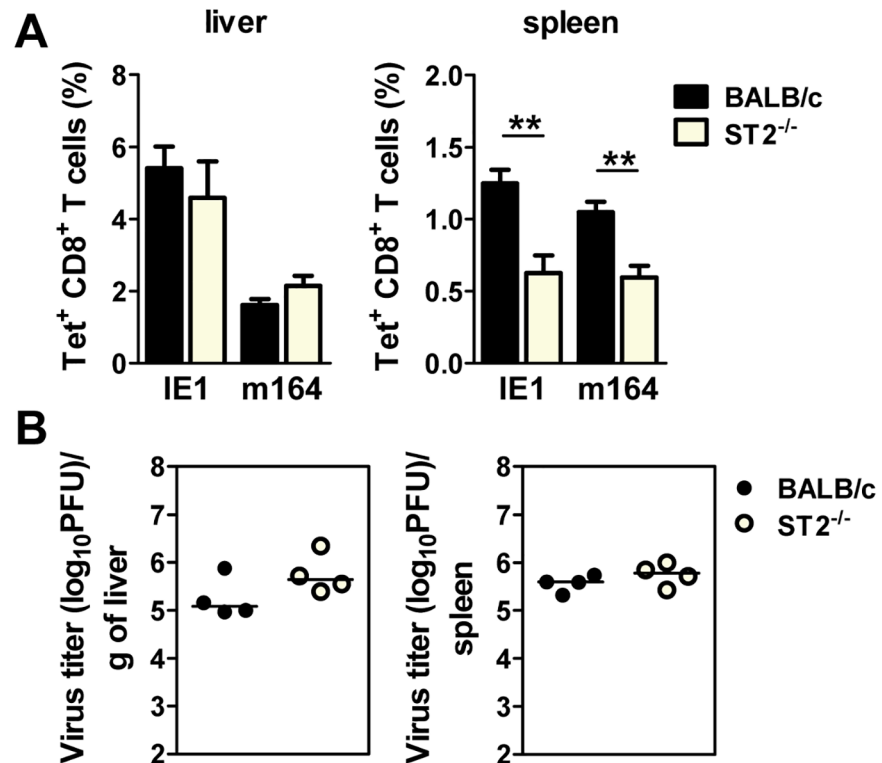 A
liver
spleen
Tet+ CD8+ T cells (%)
8
6
4
2
0
IE1 m164
Tet+ CD8+ T cells (%)
2.0
1.5
1.0
0.5
0.0
**
**
IE1 m164
BALB/c
ST2-/-
B
Virus titer (log10PFU)/
g of liver
8
7
6
5
4
3
2
Virus titer (log10PFU)/
spleen
8
7
6
5
4
3
2
BALB/c
ST2-/-